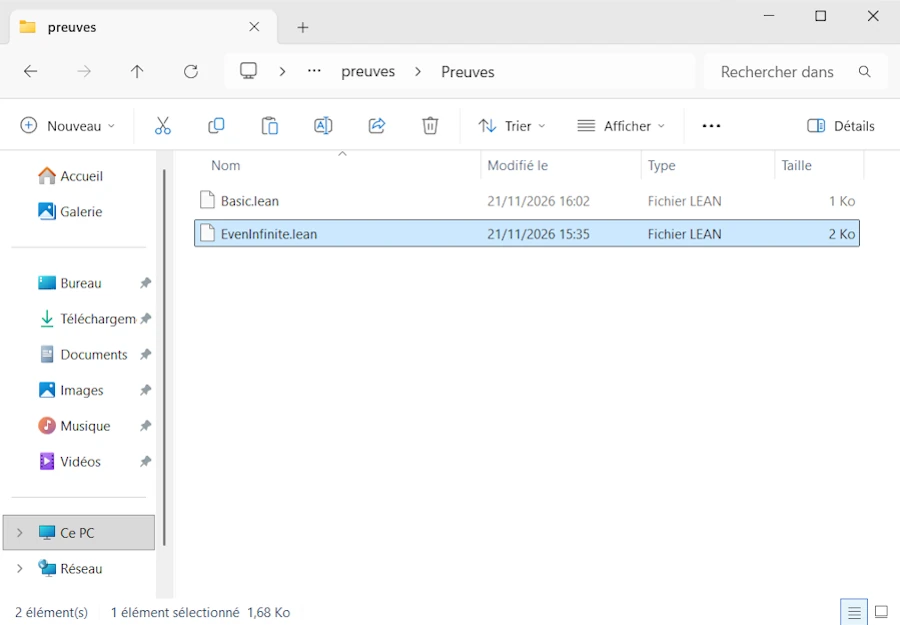 preuves
preuves > Preuves
Rechercher dans
Nouveau
Trier
Afficher
Détails
Nom Modifié le Type Taille
Accueil
Galerie
Bureau
Téléchargem
Documents
Images
Musique
Vidéos
Ce PC
Réseau
Basic.lean 21/11/2026 16:02 Fichier LEAN 1 Ko
EvenInfinite.lean 21/11/2026 15:35 Fichier LEAN 2 Ko
2 élément(s) 1 élément sélectionné 1,68 Ko